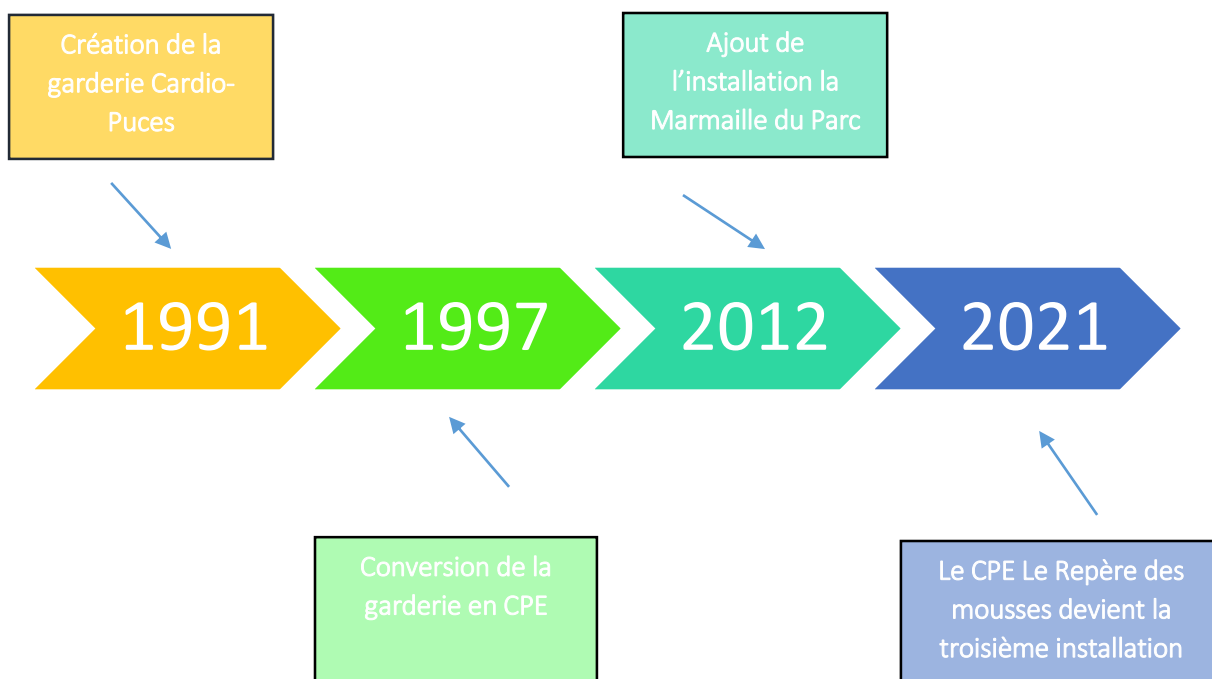 Création de la
garderie Cardio-
Puces
Ajout de
l’installation la
Marmaille du Parc
1991
1997
2012
2021
Conversion de la
garderie en CPE
Le CPE Le Repère des
mousses devient la
troisième installation